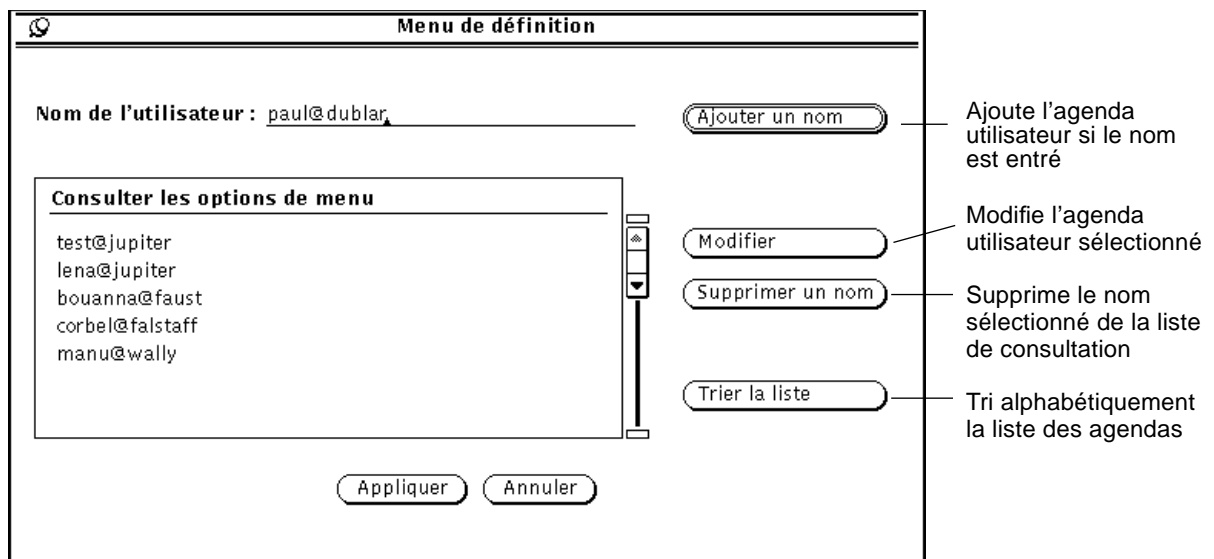 Menu de définition
Nom de l'utilisateur : paul@dublar
Ajouter un nom
Ajoute l'agenda
utilisateur si le nom
est entré
Consulter les options de menu
test@jupiter
lena@jupiter
bouanna@faust
corbel@falstaff
manu@wally
Modifier
Modifie l'agenda
utilisateur sélectionné
Supprimer un nom
Supprime le nom
sélectionné de la liste
de consultation
Trier la liste
Tri alphabétiquement
la liste des agendas
Appliquer
Annuler